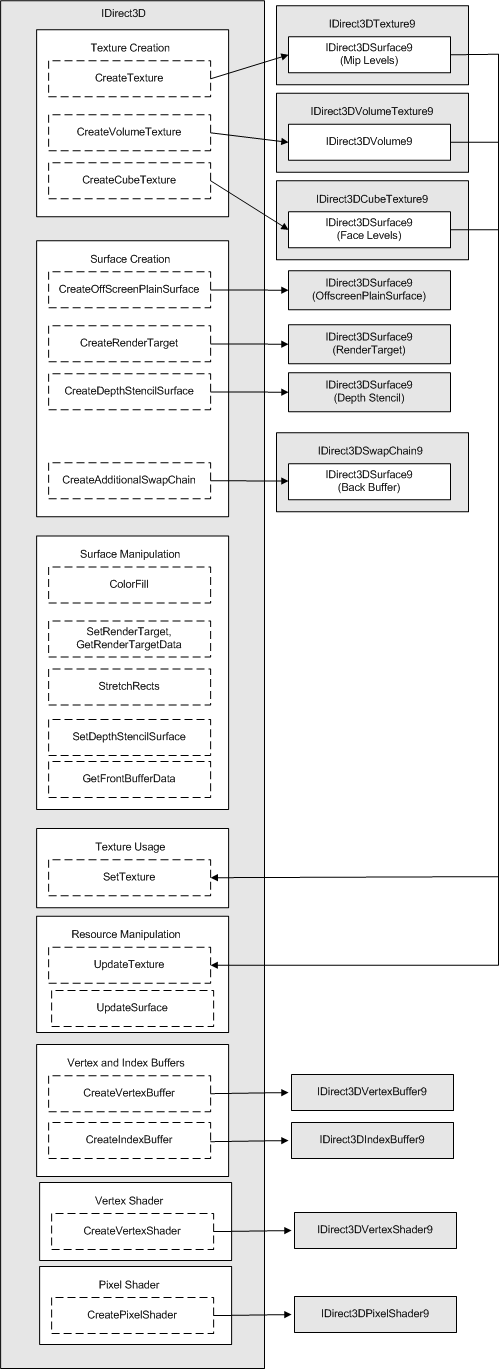 IDirect3D
Texture Creation
CreateTexture
CreateVolumeTexture
CreateCubeTexture
IDirect3DTexture9
IDirect3DSurface9
(Mip Levels)
IDirect3DVolumeTexture9
IDirect3DVolume9
IDirect3DCubeTexture9
IDirect3DSurface9
(Face Levels)
Surface Creation
CreateOffScreenPlainSurface
CreateRenderTarget
CreateDepthStencilSurface
CreateAdditionalSwapChain
IDirect3DSurface9
(OffscreenPlainSurface)
IDirect3DSurface9
(RenderTarget)
IDirect3DSurface9
(Depth Stencil)
IDirect3DSwapChain9
IDirect3DSurface9
(Back Buffer)
Surface Manipulation
ColorFill
SetRenderTarget,
GetRenderTargetData
StretchRects
SetDepthStencilSurface
GetFrontBufferData
Texture Usage
SetTexture
Resource Manipulation
UpdateTexture
UpdateSurface
Vertex and Index Buffers
CreateVertexBuffer
IDirect3DVertexBuffer9
CreateIndexBuffer
IDirect3DIndexBuffer9
Vertex Shader
CreateVertexShader
IDirect3DVertexShader9
Pixel Shader
CreatePixelShader
IDirect3DPixelShader9